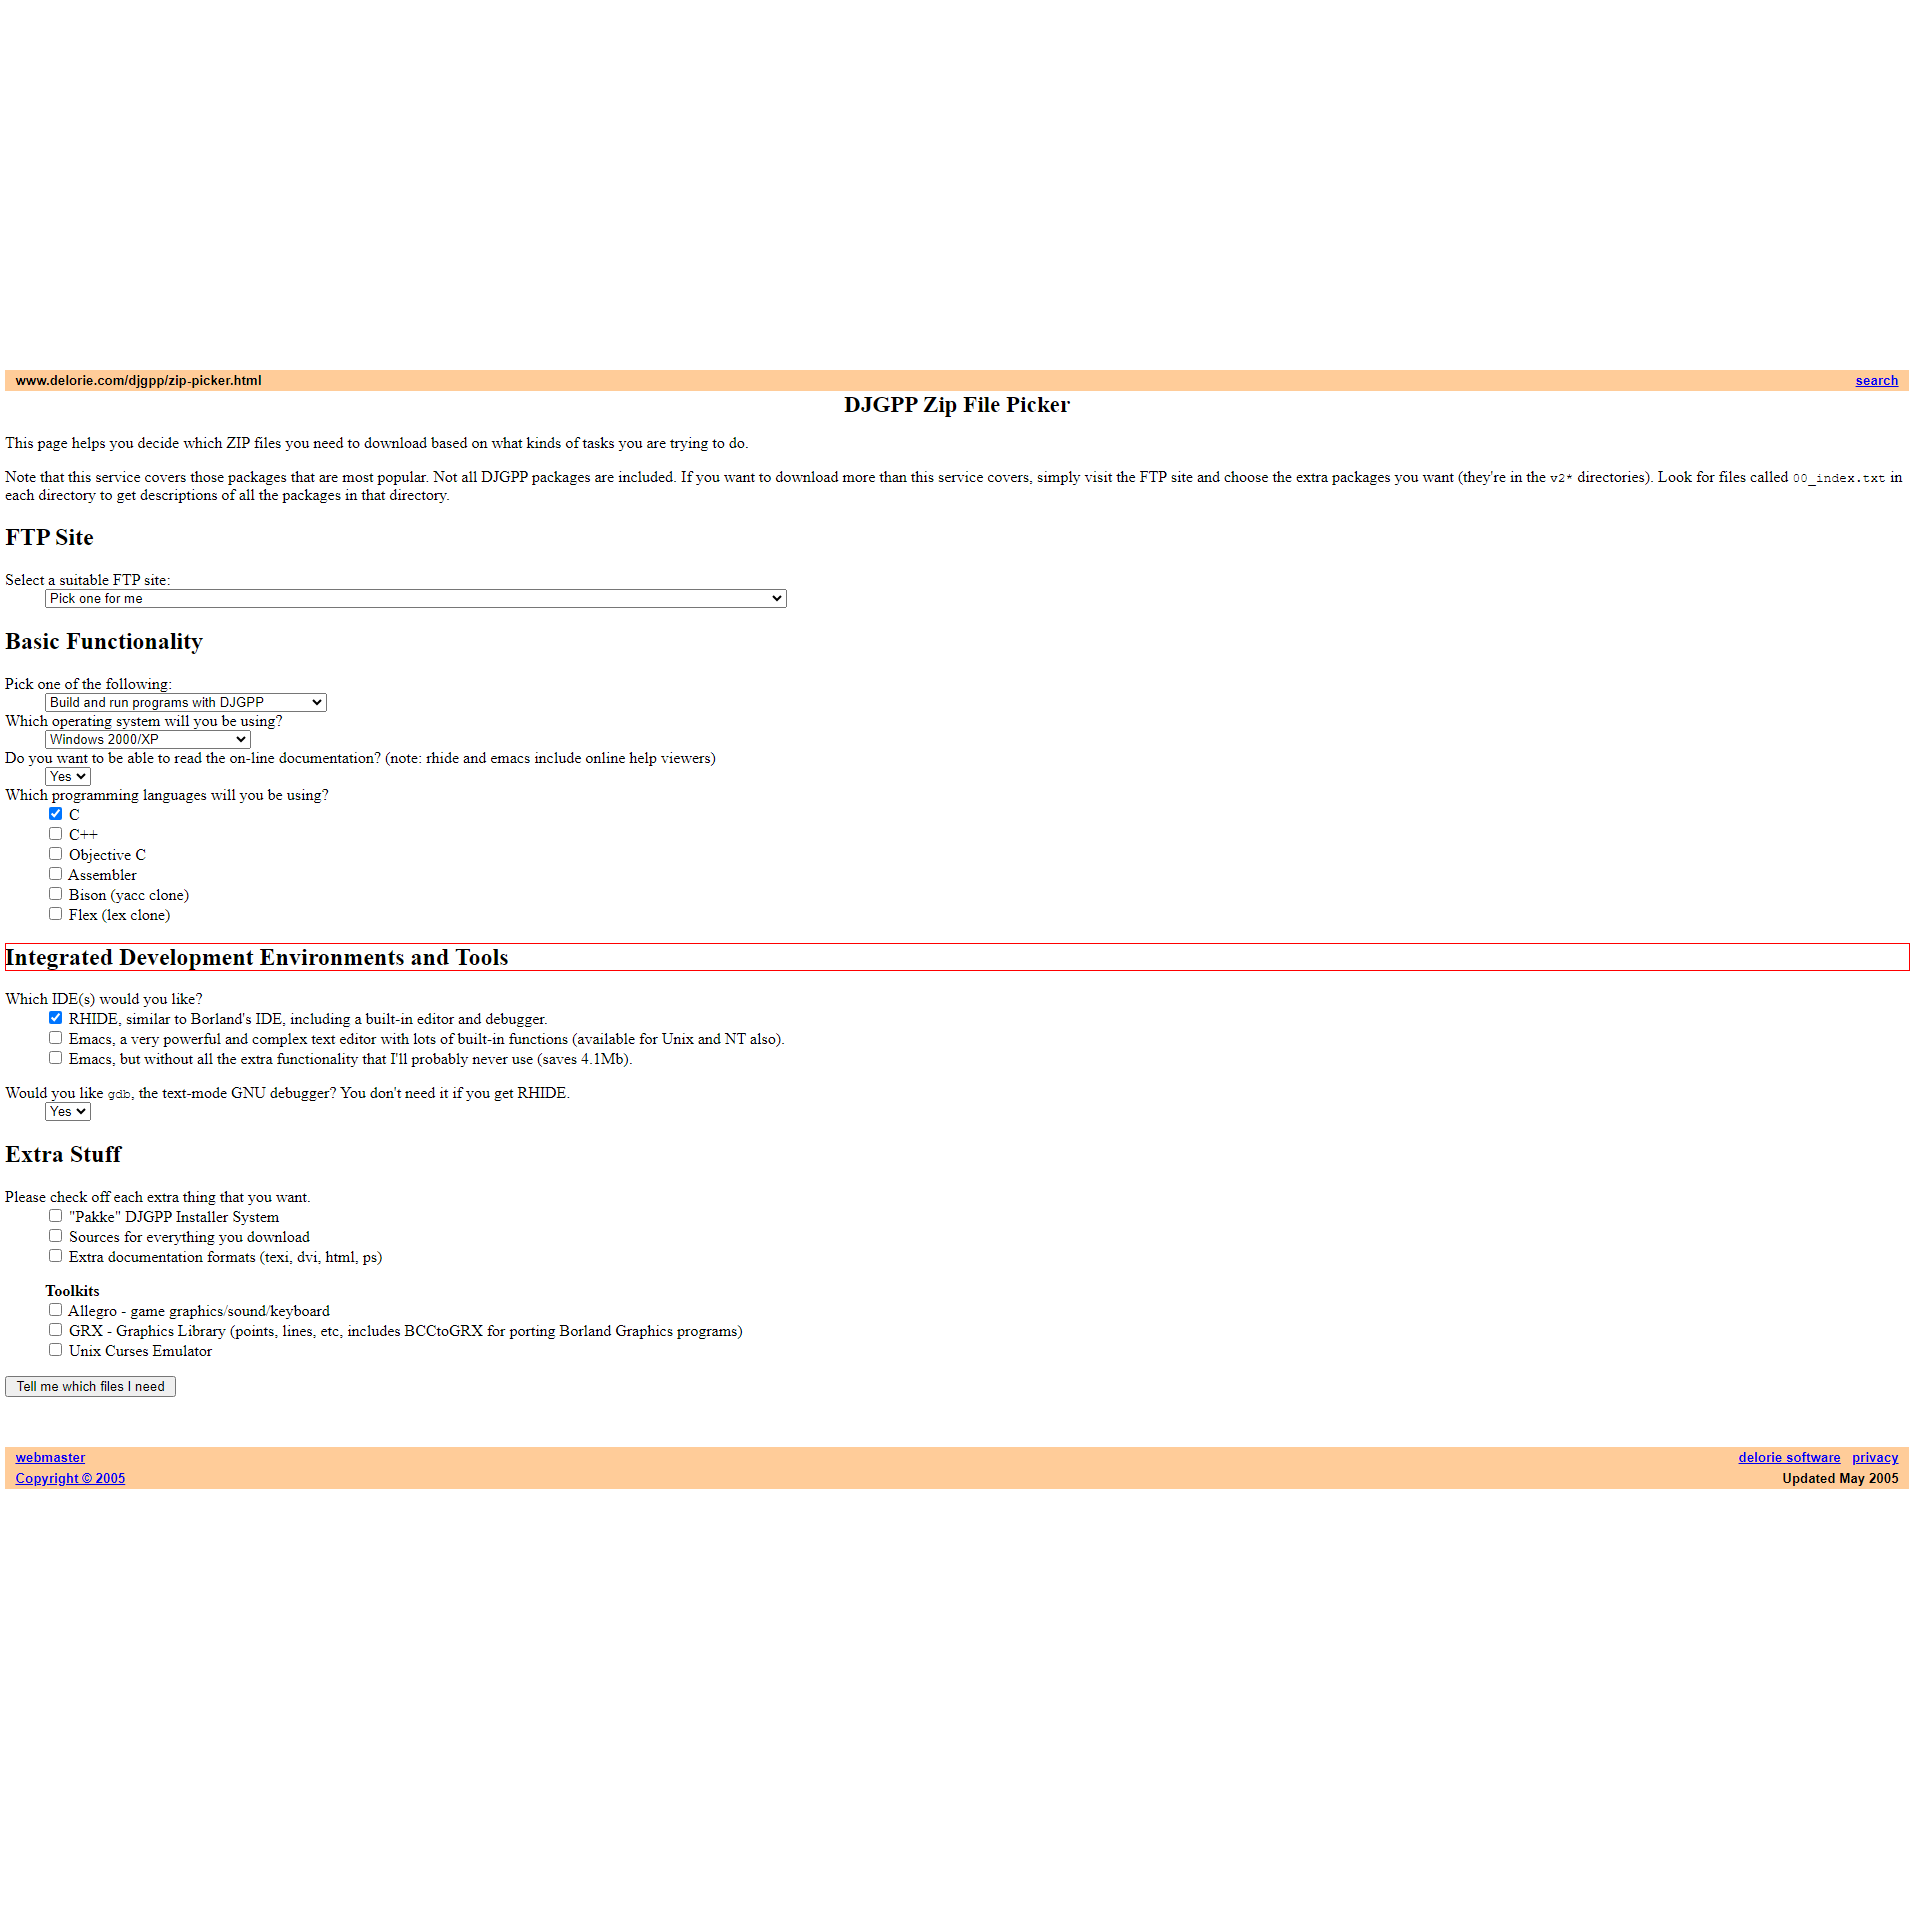 www.delorie.com/djgpp/zip-picker.html search
DJGPP Zip File Picker
This page helps you decide which ZIP files you need to download based on what kinds of tasks you are trying to do.
Note that this service covers those packages that are most popular. Not all DJGPP packages are included. If you want to download more than this service covers, simply visit the FTP site and choose the extra packages you want (they're in the v2* directories). Look for files called 00_index.txt in
each directory to get descriptions of all the packages in that directory.
FTP Site
Select a suitable FTP site:
Pick one for me
Basic Functionality
Pick one of the following:
Build and run programs with DJGPP
Which operating system will you be using?
Windows 2000/XP
Do you want to be able to read the on-line documentation? (note: rhide and emacs include online help viewers)
Yes
Which programming languages will you be using?
C
C++
Objective C
Assembler
Bison (yacc clone)
Flex (lex clone)
Integrated Development Environments and Tools
Which IDE(s) would you like?
RHIDE, similar to Borland's IDE, including a built-in editor and debugger.
Emacs, a very powerful and complex text editor with lots of built-in functions (available for Unix and NT also).
Emacs, but without all the extra functionality that I'll probably never use (saves 4.1Mb).
Would you like gdb, the text-mode GNU debugger? You don't need it if you get RHIDE.
Yes
Extra Stuff
Please check off each extra thing that you want.
"Pakke" DJGPP Installer System
Sources for everything you download
Extra documentation formats (texi, dvi, html, ps)
Toolkits
Allegro - game graphics/sound/keyboard
GRX - Graphics Library (points, lines, etc, includes BCCtoGRX for porting Borland Graphics programs)
Unix Curses Emulator
Tell me which files I need
webmaster delorie software privacy
Copyright © 2005 Updated May 2005